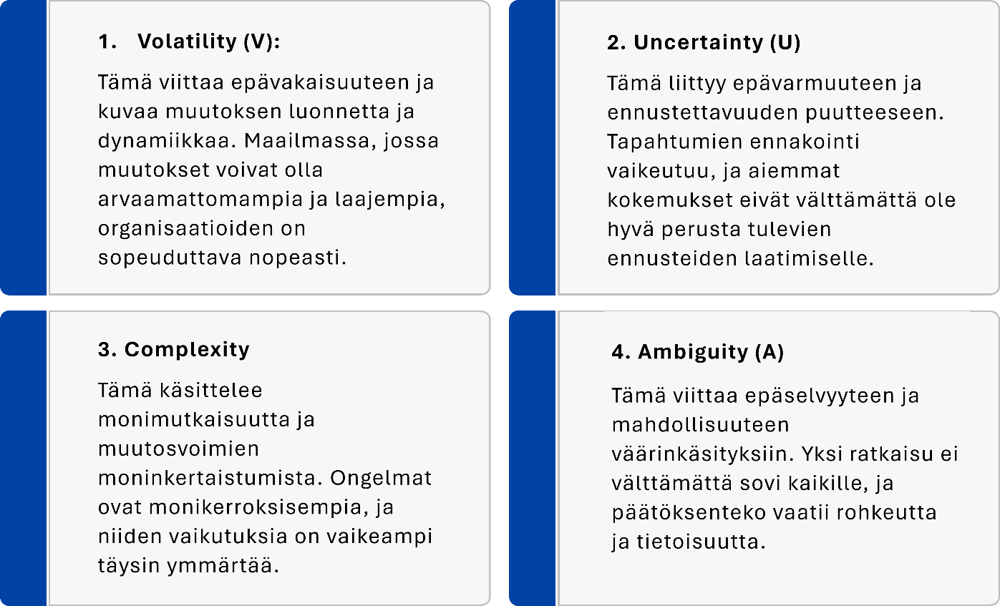 1. Volatility (V):
Tämä viittaa epävakaisuuteen ja
kuvaa muutoksen luonnetta ja
dynamiikkaa. Maailmassa, jossa
muutokset voivat olla
arvaamattomampia ja laajempia,
organisaatioiden on
sopeuduttava nopeasti.
2. Uncertainty (U)
Tämä liittyy epävarmuuteen ja
ennustettavuuden puutteeseen.
Tapahtumien ennakointi
vaikeutuu, ja aiemmat
kokemukset eivät välttämättä ole
hyvä perusta tulevien
ennusteiden laatimiselle.
3. Complexity
Tämä käsittelee
monimutkaisuutta ja
muutosvoimien
moninkertaistumista. Ongelmat
ovat monikerroksisempia, ja
niiden vaikutuksia on vaikeampi
täysin ymmärtää.
4. Ambiguity (A)
Tämä viittaa epäselvyyteen ja
mahdollisuuteen
väärinkäsityksiin. Yksi ratkaisu ei
välttämättä sovi kaikille, ja
päätöksenteko vaatii rohkeutta
ja tietoisuutta.